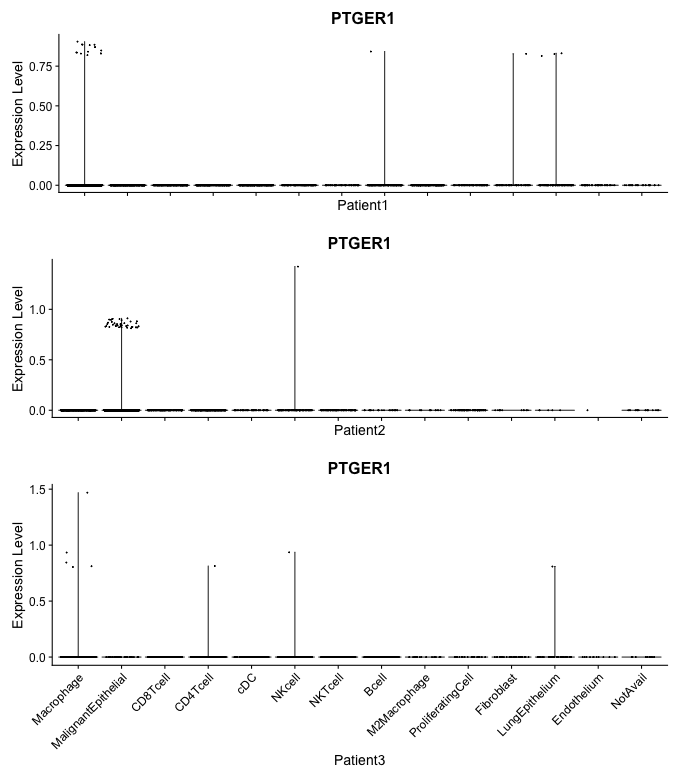 PTGER1
Expression Level
0.75
0.50
0.25
0.00
Patient1
PTGER1
Expression Level
1.0
0.5
0.0
Patient2
PTGER1
Expression Level
1.5
1.0
0.5
0.0
Macrophage
MalignantEpithelial
CD8Tcell
CD4Tcell
cDC
NKcell
NKTcell
Bcell
M2Macrophage
ProliferatingCell
Fibroblast
LungEpithelium
Endothelium
NotAvail
Patient3